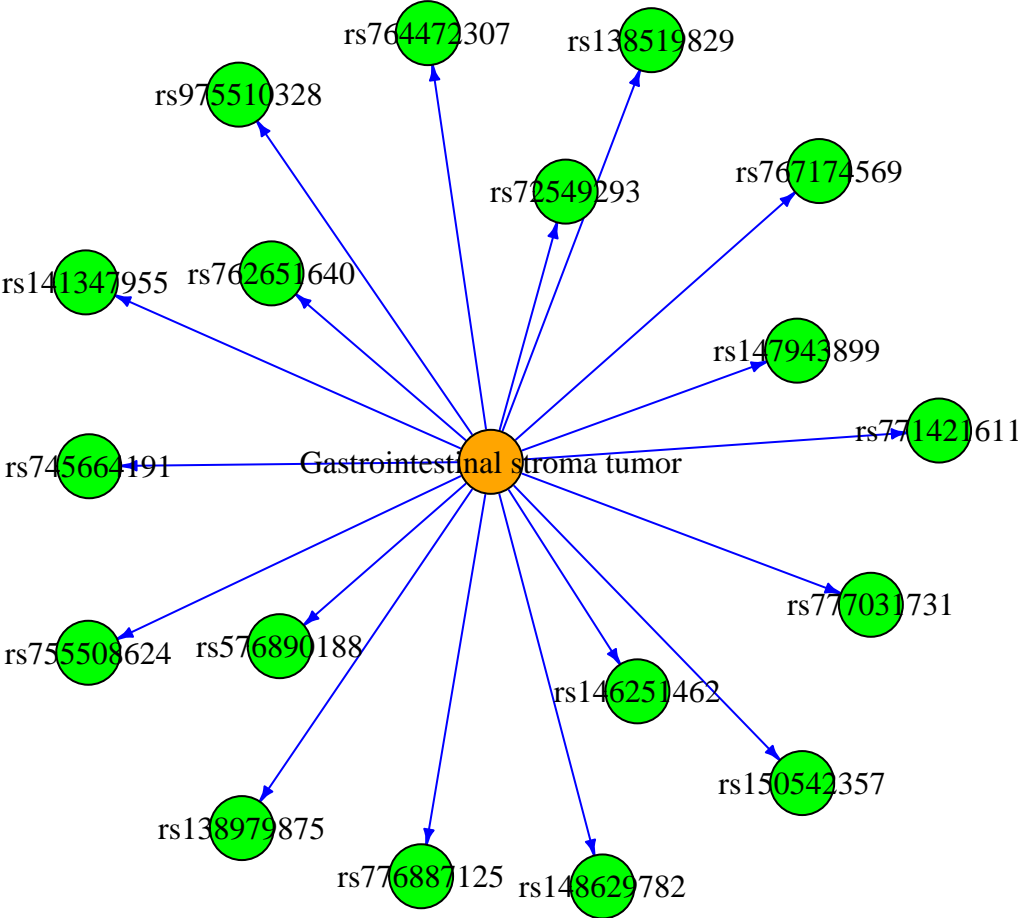 rs764472307
rs138519829
rs975510328
rs767174569
rs72549293
rs762651640
rs141347955
rs147943899
rs771421611
Gastrointestinal stroma tumor
rs745664191
rs777031731
rs576890188
rs755508624
rs146251462
rs150542357
rs138979875
rs776887125
rs148629782